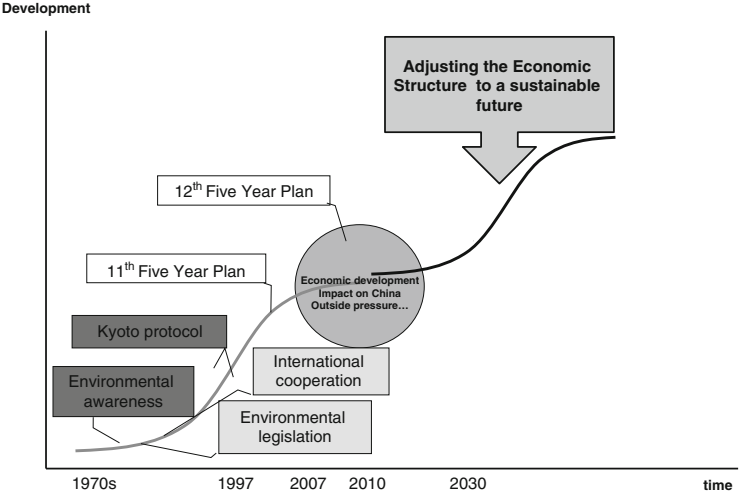 Development
Adjusting the Economic
Structure to a sustainable
future
12th Five Year Plan
11th Five Year Plan
Economic development
Impact on China
Outside pressure...
Kyoto protocol
International
cooperation
Environmental
awareness
Environmental
legislation
1970s 1997 2007 2010 2030 time